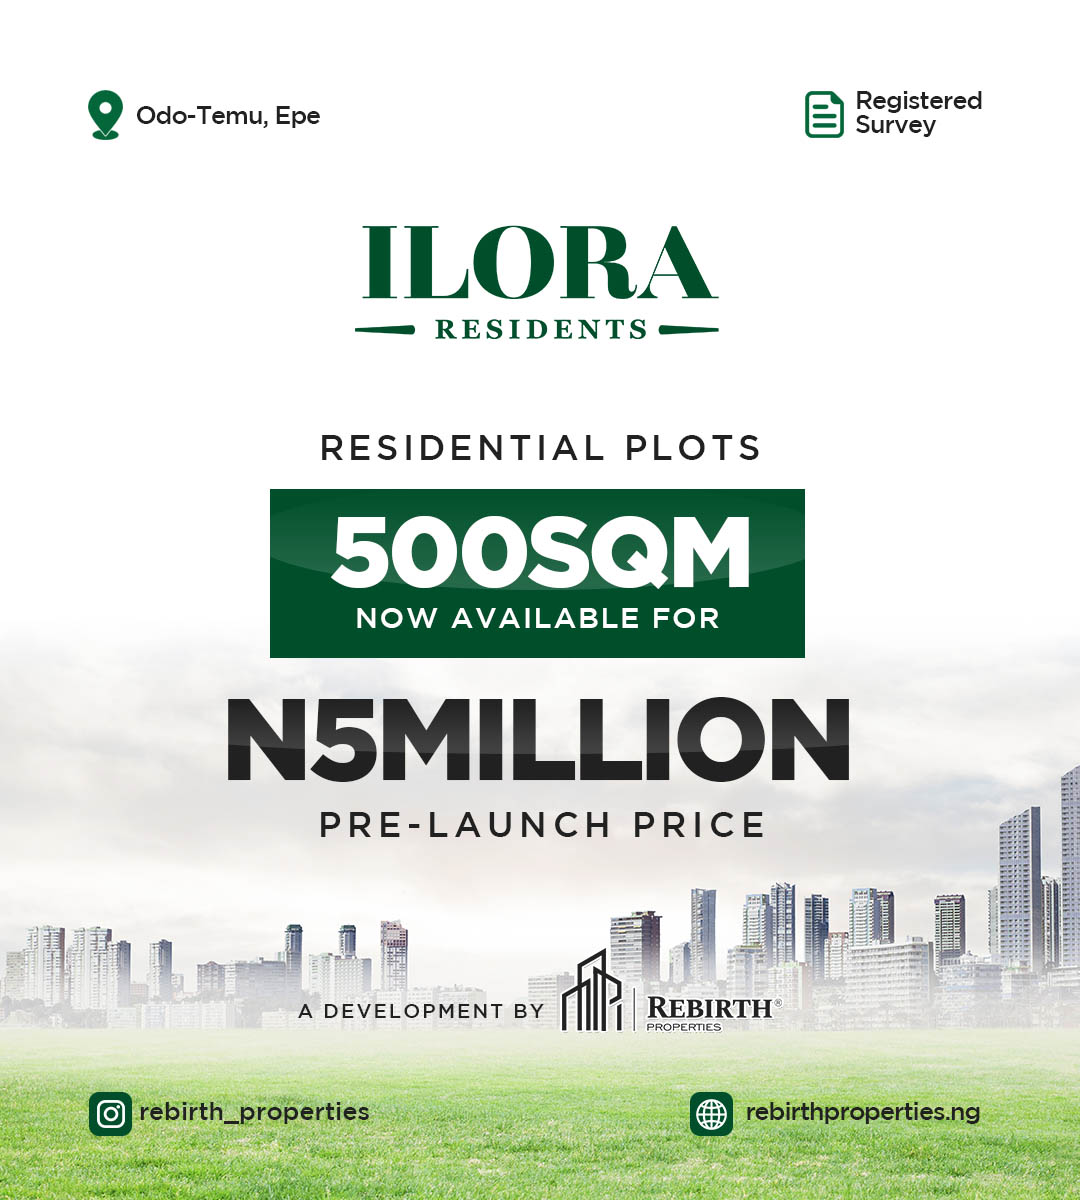 Odo-Temu, Epe
Registered
Survey
ILORA
RESIDENTS
RESIDENTIAL PLOTS
500SQM
NOW AVAILABLE FOR
N5MILLION
PRE-LAUNCH PRICE
A DEVELOPMENT BY
REBIRTH®
PROPERTIES
rebirth_properties
rebirthproperties.ng